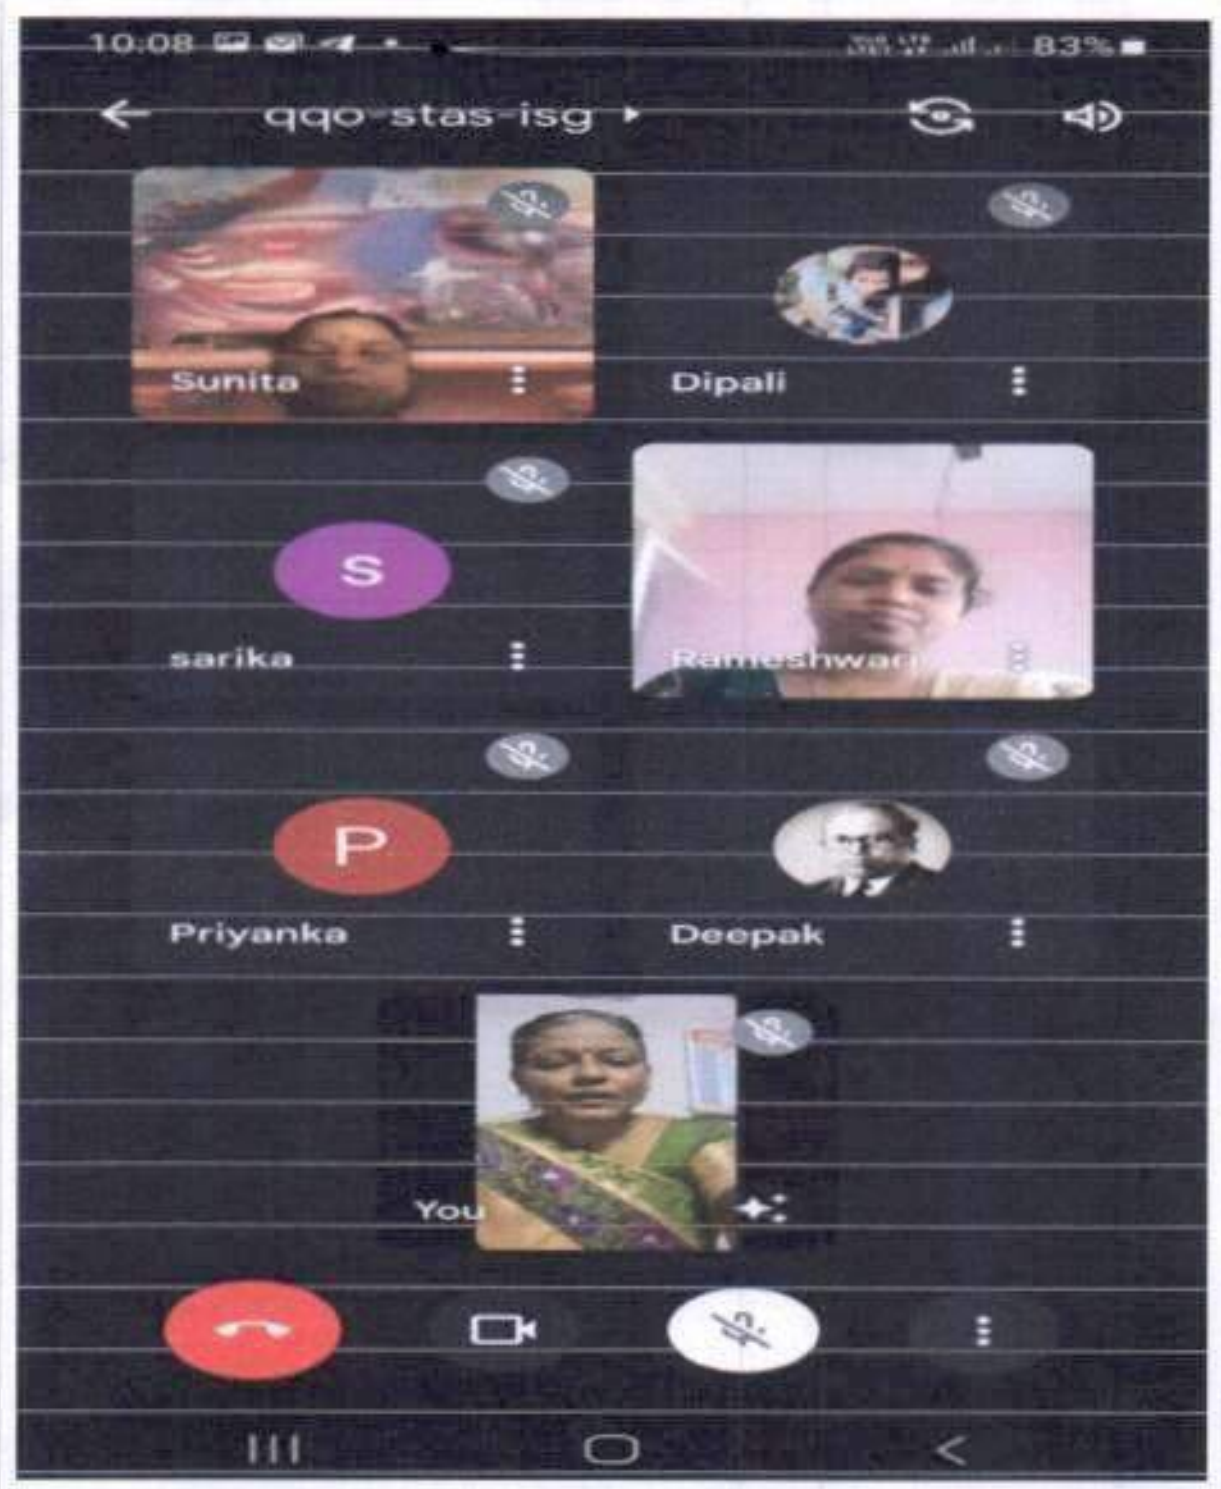 10:08 83%
qqo-stas-isg
Sunita
Dipali
S
sarika
Rameshwari
P
Priyanka
Deepak
You